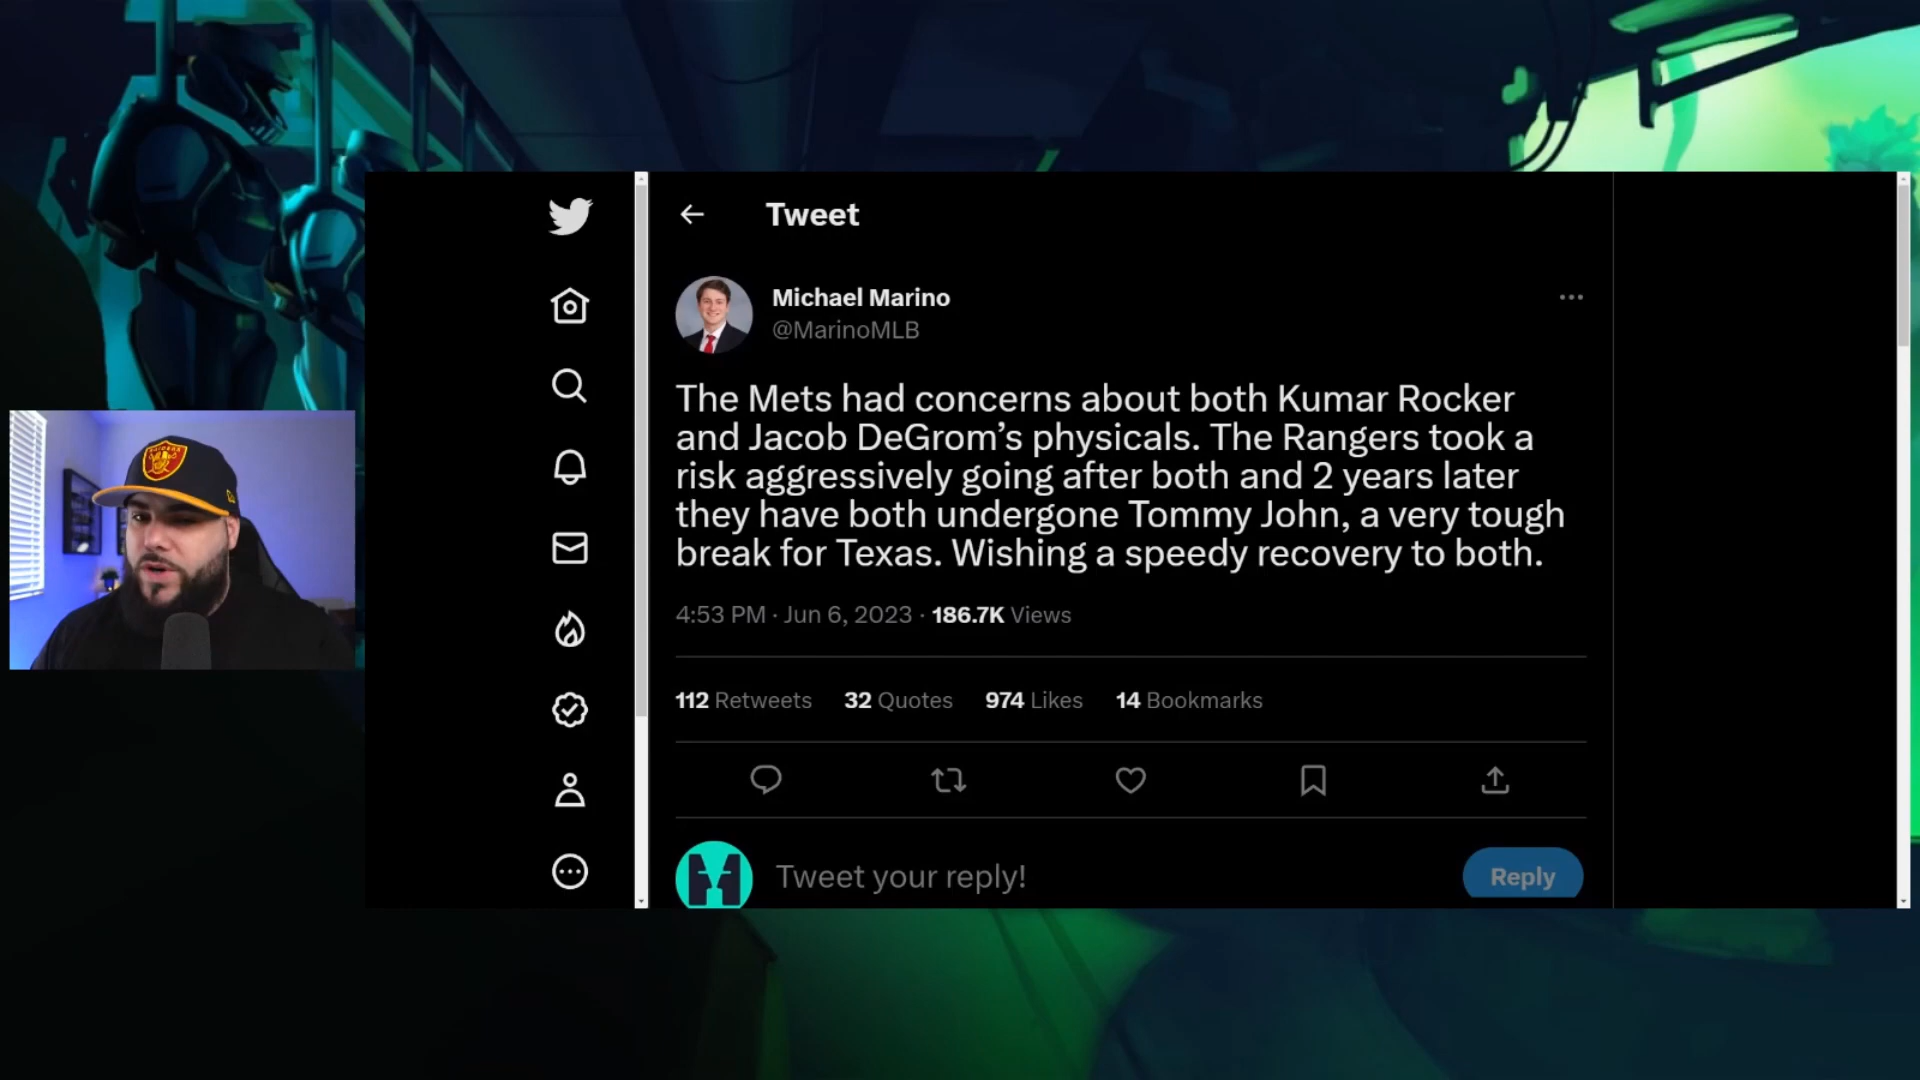 Tweet
Michael Marino
@MarinoMLB
The Mets had concerns about both Kumar Rocker
and Jacob DeGrom’s physicals. The Rangers took a
risk aggressively going after both and 2 years later
they have both undergone Tommy John, a very tough
break for Texas. Wishing a speedy recovery to both.
4:53 PM · Jun 6, 2023 · 186.7K Views
112 Retweets 32 Quotes 974 Likes 14 Bookmarks
Tweet your reply!
Reply